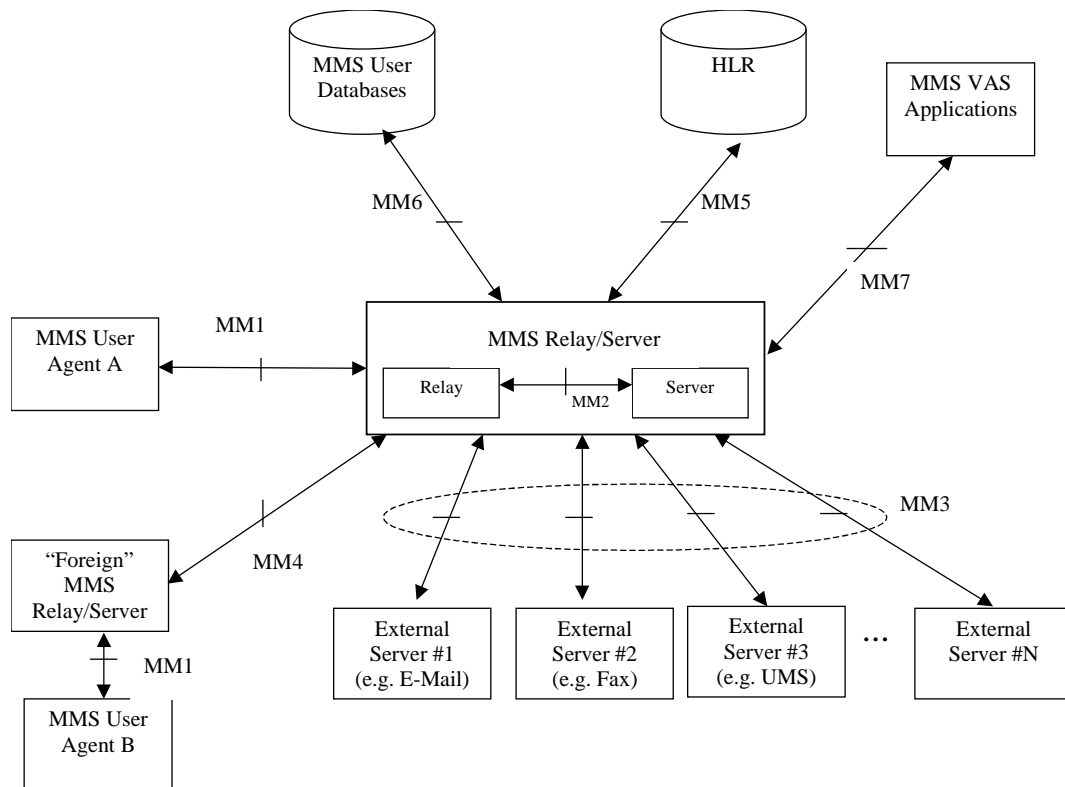 MMS User
Databases
HLR
MMS VAS
Applications
MM6
MM5
MM7
MMS User
Agent A
MM1
MMS Relay/Server
Relay
MM2
Server
MM3
“Foreign”
MMS
Relay/Server
MM4
External
Server #1
(e.g. E-Mail)
External
Server #2
(e.g. Fax)
External
Server #3
(e.g. UMS)
...
External
Server #N
MM1
MMS User
Agent B